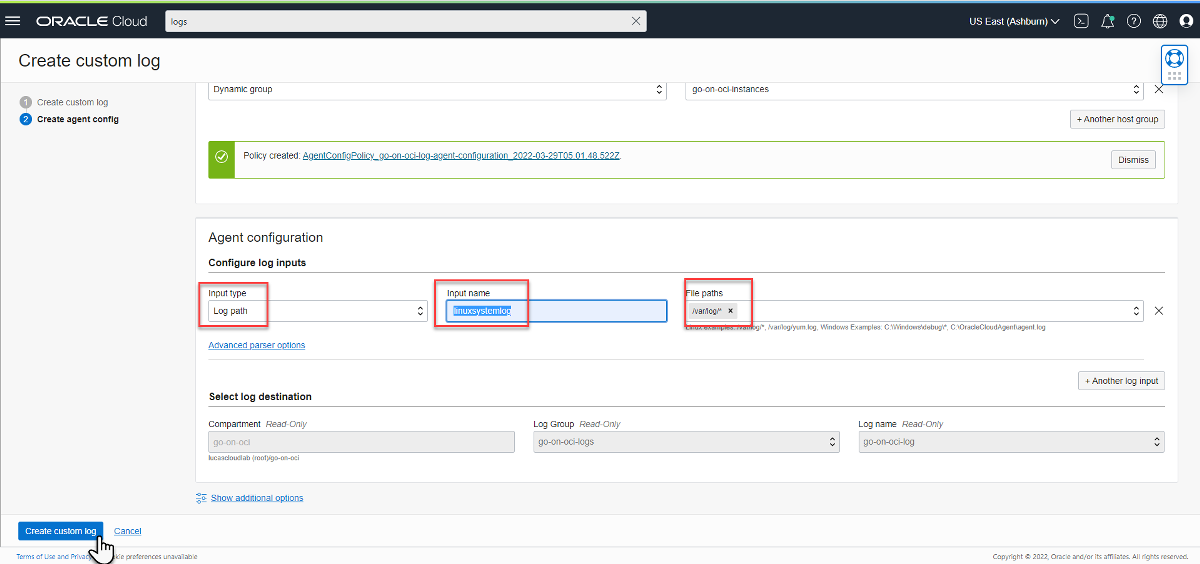 ORACLE Cloud
logs
US East (Ashburn)
Create custom log
1 Create custom log
2 Create agent config
Dynamic group
go-on-oci-instances
+ Another host group
Policy created: AgentConfigPolicy_go-on-oci-log-agent-configuration_2022-03-29T05.01.48.522Z.
Dismiss
Agent configuration
Configure log inputs
Input type
Input name
File paths
Log path
linuxsystemlog
/var/log/*
Linux examples: /var/log/*, /var/log/yum.log, Windows Examples: C:\Windows\debug\*, C:\OracleCloudAgent\agent.log
Advanced parser options
+ Another log input
Select log destination
Compartment Read-Only
Log Group Read-Only
Log name Read-Only
go-on-oci
go-on-oci-logs
go-on-oci-log
lucascloudlab (root)/go-on-oci
Show additional options
Create custom log
Cancel
Terms of Use and Privacy
kie preferences unavailable
Copyright © 2022, Oracle and/or its affiliates. All rights reserved.